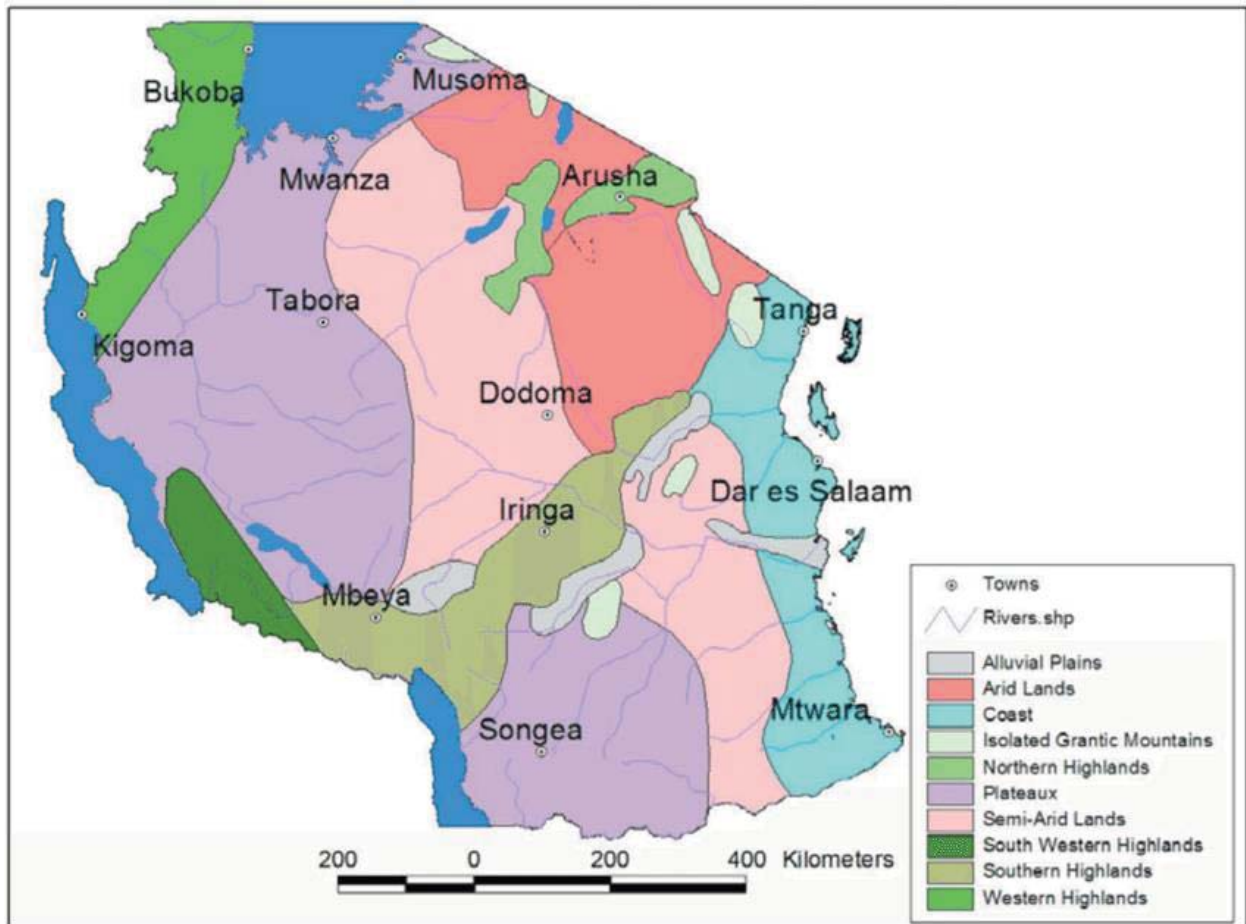 Bukoba
Musoma
Mwanza
Arusha
Tabora
Tanga
Kigoma
Dodoma
Dar es Salaam
Iringa
Mbeya
Mtwara
Songea
200 0 200 400 Kilometers
Towns
Rivers.shp
Alluvial Plains
Arid Lands
Coast
Isolated Grantic Mountains
Northern Highlands
Plateaux
Semi-Arid Lands
South Western Highlands
Southern Highlands
Western Highlands